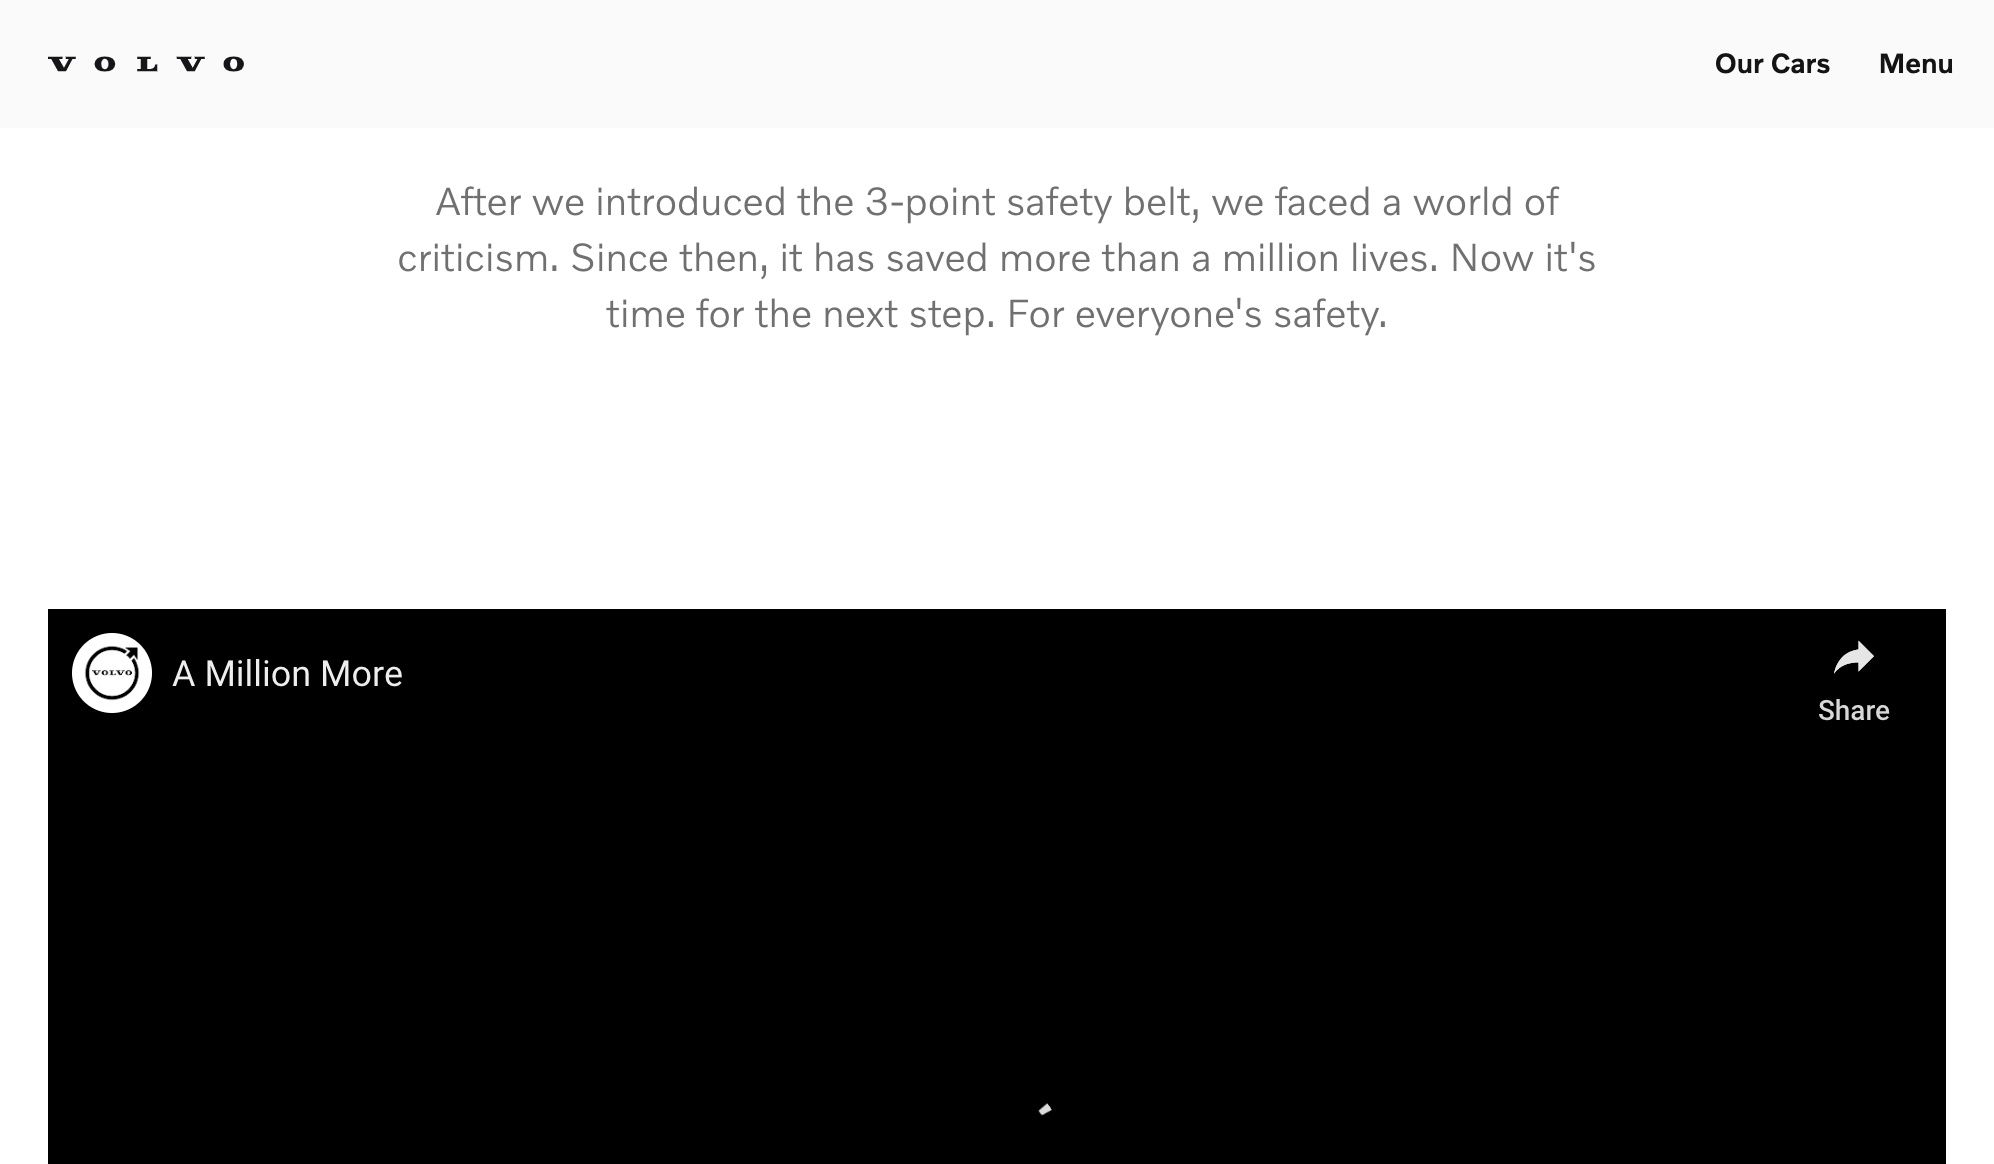 VOLVO
Our Cars
Menu
After we introduced the 3-point safety belt, we faced a world of
criticism. Since then, it has saved more than a million lives. Now it's
time for the next step. For everyone's safety.
VOLVO
A Million More
Share